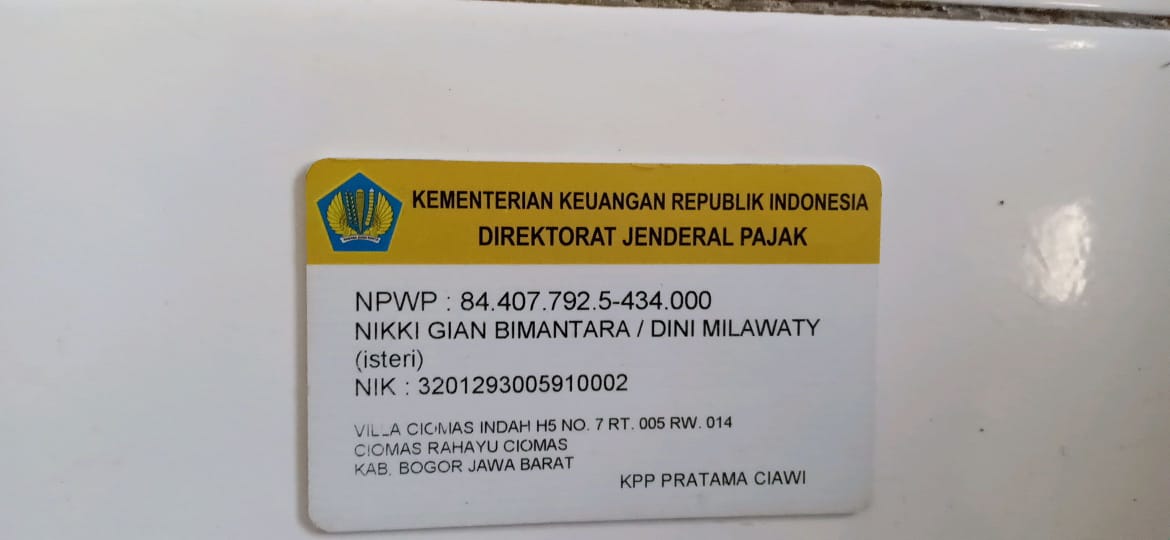 KEMENTERIAN KEUANGAN REPUBLIK INDONESIA
DIREKTORAT JENDERAL PAJAK
NPWP : 84.407.792.5-434.000
NIKKI GIAN BIMANTARA / DINI MILAWATY
(isteri)
NIK : 3201293005910002
VILLA CIOMAS INDAH H5 NO. 7 RT. 005 RW. 014
CIOMAS RAHAYU CIOMAS
KAB. BOGOR JAWA BARAT
KPP PRATAMA CIAWI